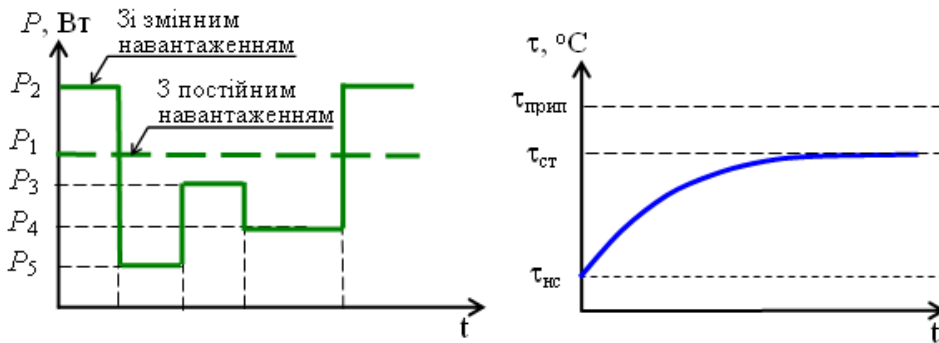 P, Вт
Зі змінним
навантаженням
З постійним
навантаженням
P2
P1
P3
P4
P5
t
τ, °C
τприп
τст
τнс
t